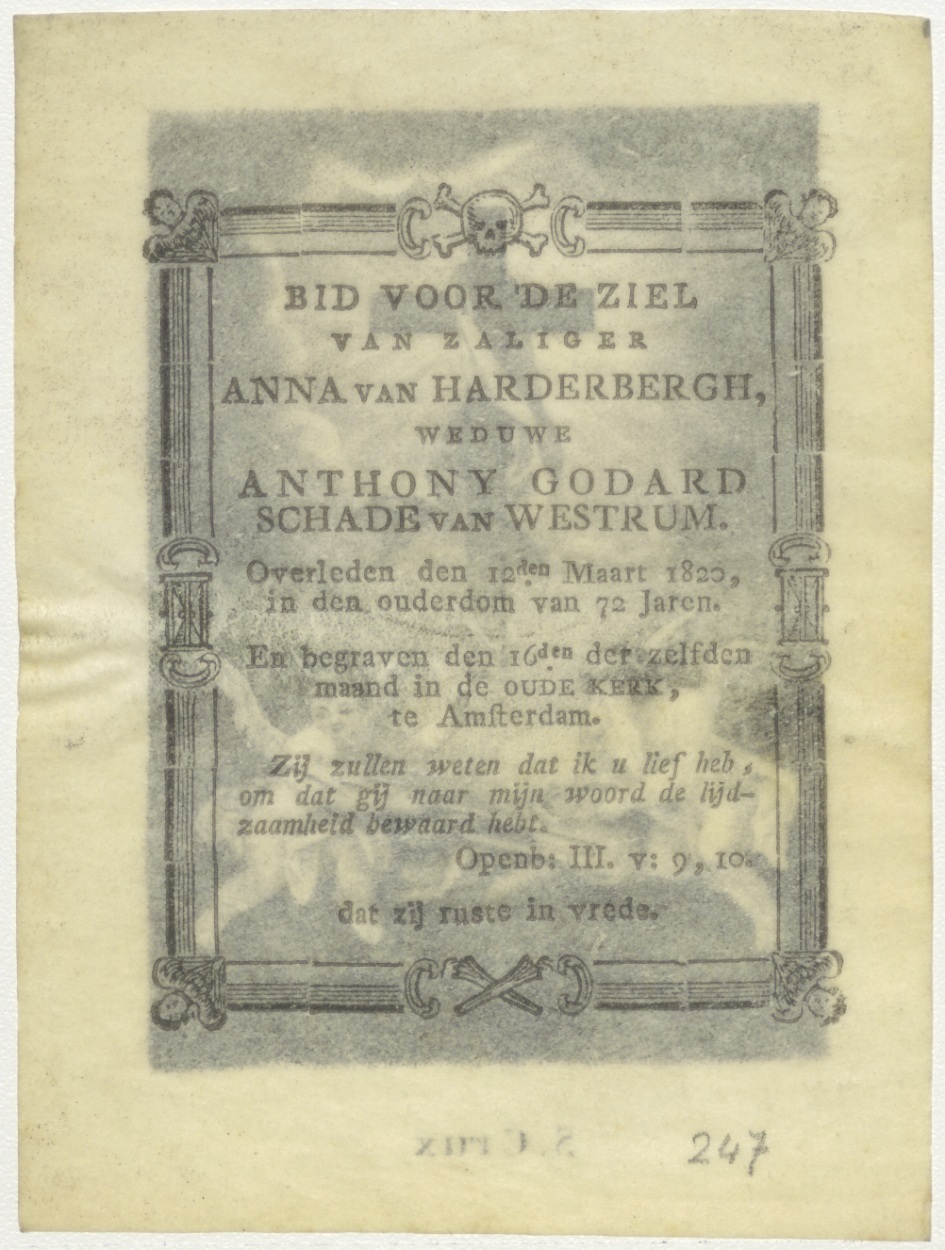 BID VOOR DE ZIEL
VAN ZALIGER
ANNA VAN HARDERBERGH,
WEDUWE
ANTHONY GODARD
SCHADE VAN WESTRUM.
Overleden den 12den Maart 1820,
in den ouderdom van 72 Jaren.
En begraven den 16den der zelfden
maand in de OUDE KERK,
te Amſterdam.
Zij zullen weten dat ik u lief heb,
om dat gij naar mijn woord de lijd-
zaamheid bewaard hebt.
Openb: III. v: 9, 10.
dat zij ruste in vrede.
S. Crux
247